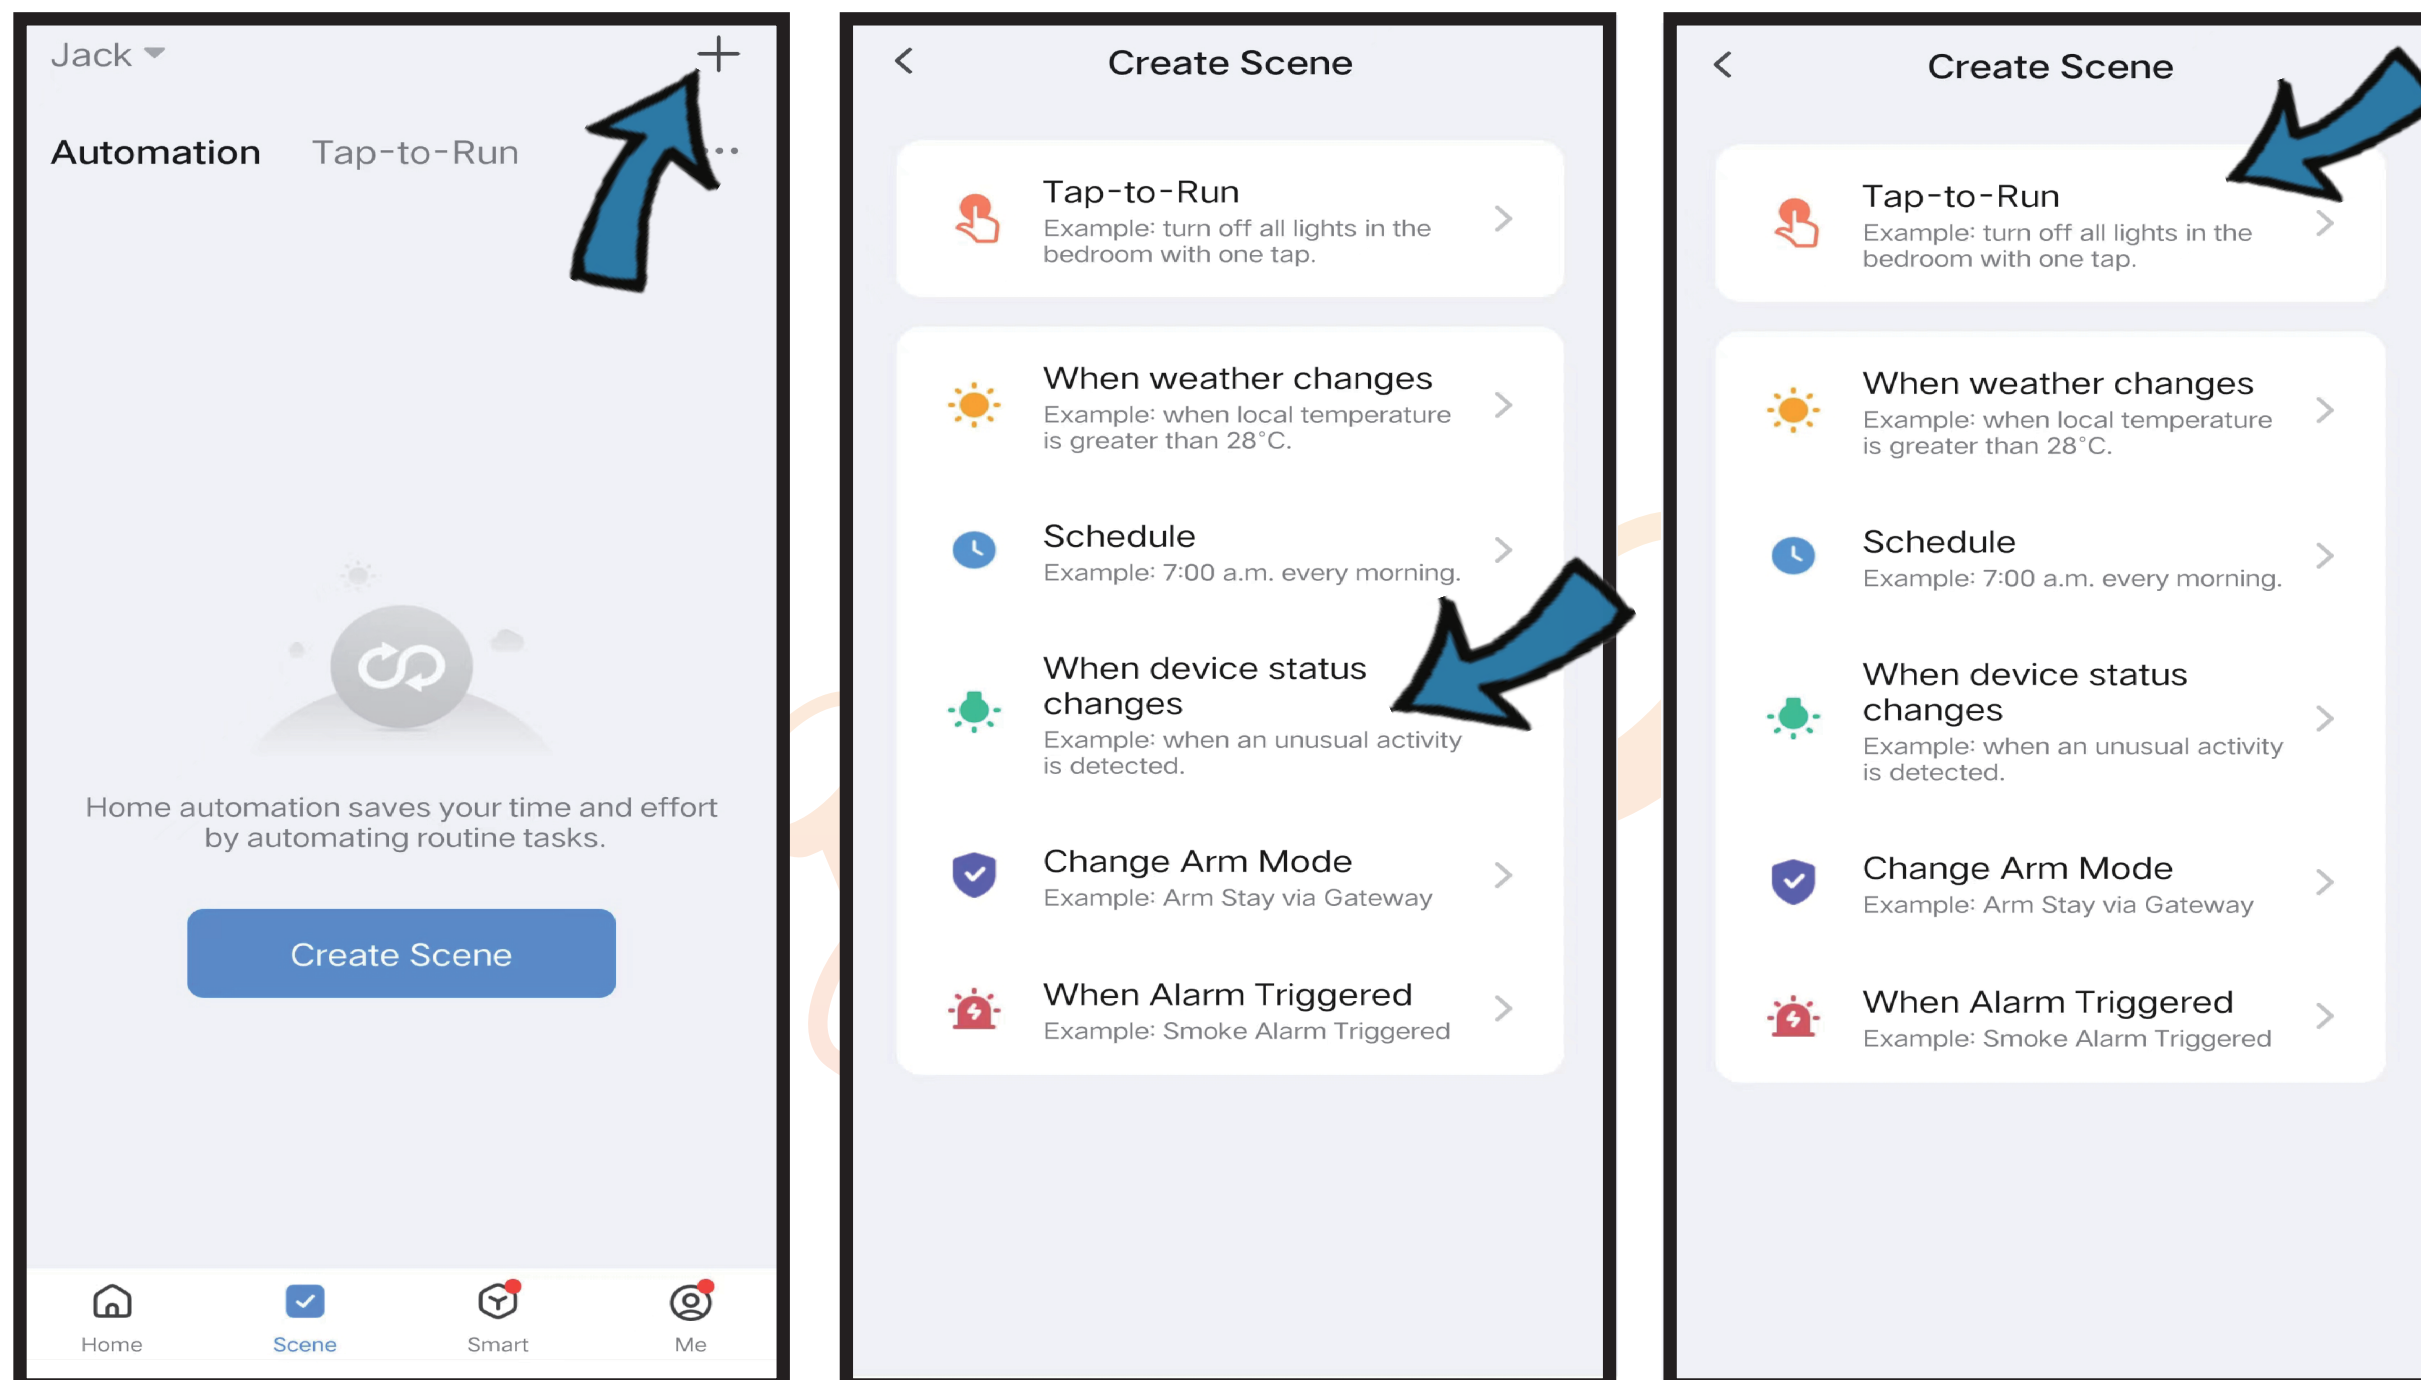 Jack
Automation Tap-to-Run
Home automation saves your time and effort
by automating routine tasks.
Create Scene
Home Scene Smart Me
Create Scene
Tap-to-Run
Example: turn off all lights in the
bedroom with one tap.
When weather changes
Example: when local temperature
is greater than 28°C.
Schedule
Example: 7:00 a.m. every morning.
When device status
changes
Example: when an unusual activity
is detected.
Change Arm Mode
Example: Arm Stay via Gateway
When Alarm Triggered
Example: Smoke Alarm Triggered
Create Scene
Tap-to-Run
Example: turn off all lights in the
bedroom with one tap.
When weather changes
Example: when local temperature
is greater than 28°C.
Schedule
Example: 7:00 a.m. every morning.
When device status
changes
Example: when an unusual activity
is detected.
Change Arm Mode
Example: Arm Stay via Gateway
When Alarm Triggered
Example: Smoke Alarm Triggered